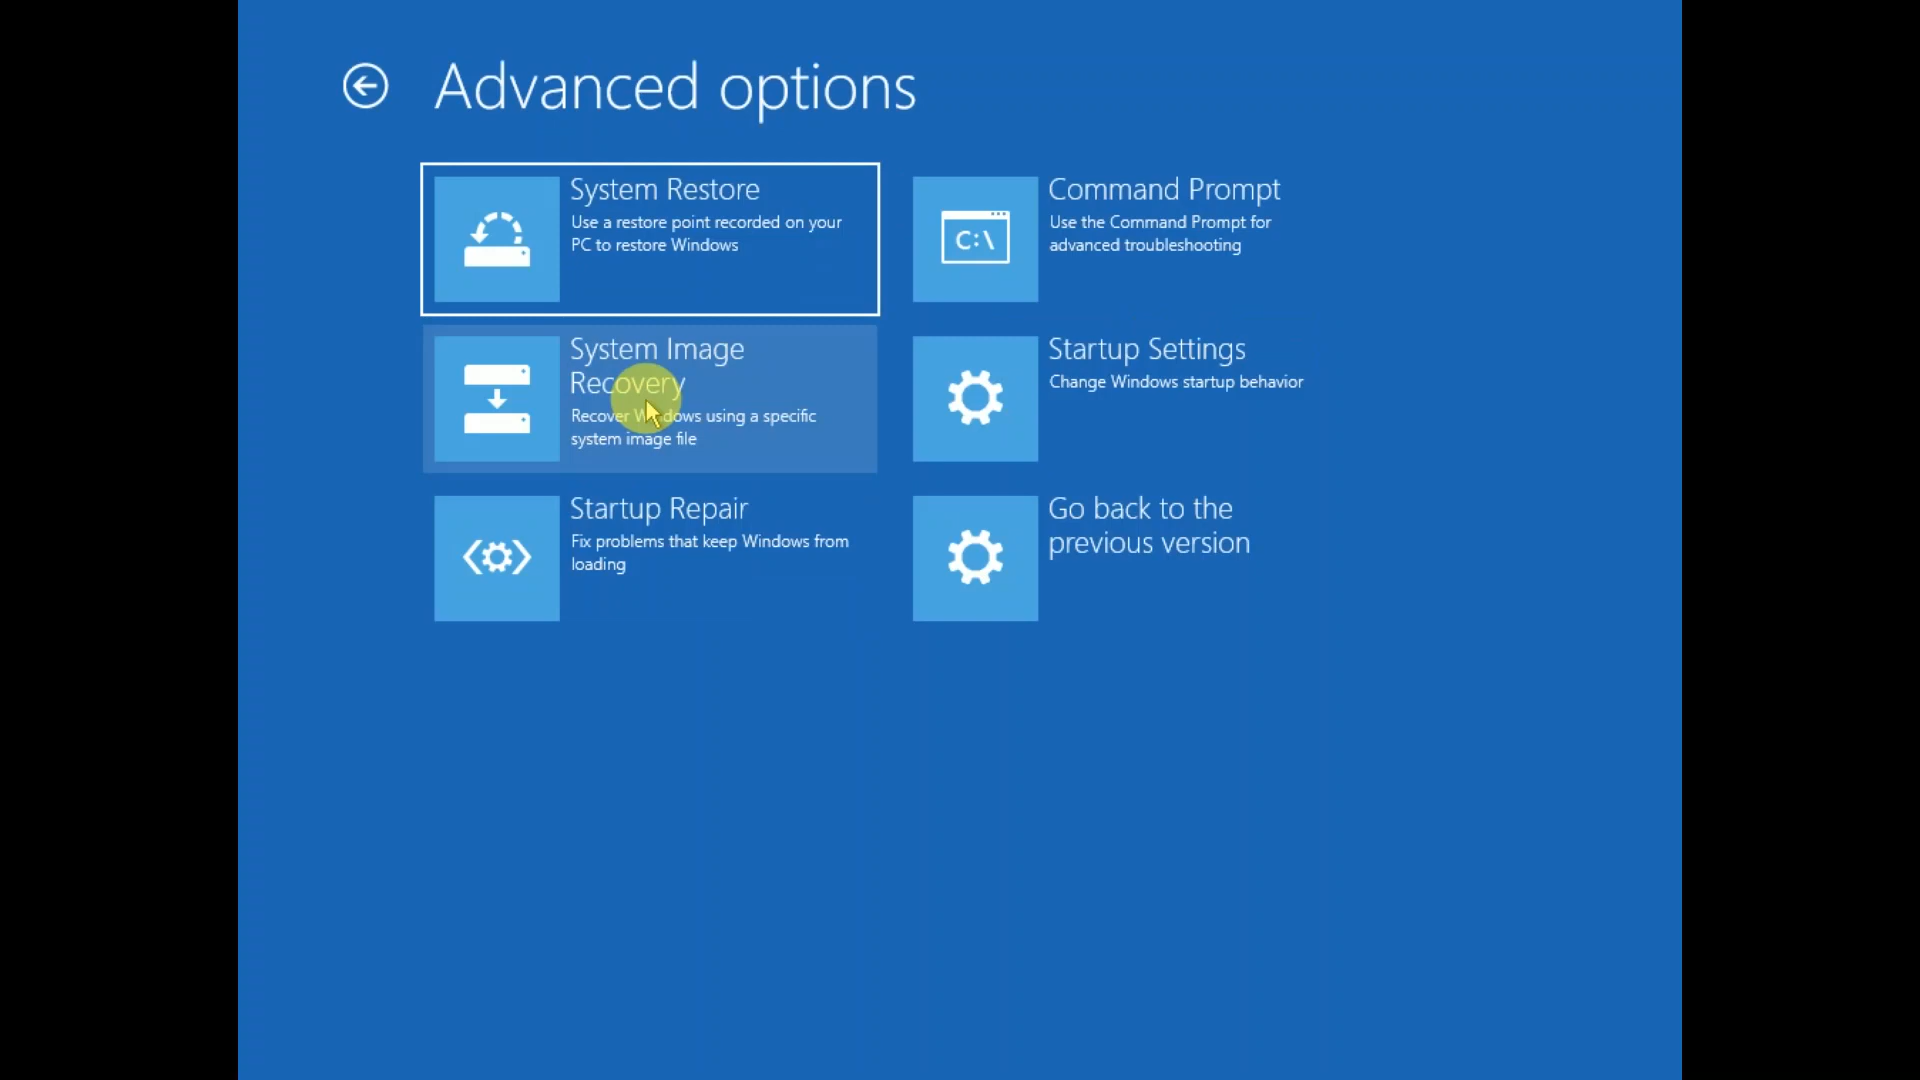 Advanced options
System Restore
Use a restore point recorded on your
PC to restore Windows
Command Prompt
Use the Command Prompt for
advanced troubleshooting
C:\
System Image
Recovery
Recover Windows using a specific
system image file
Startup Settings
Change Windows startup behavior
Startup Repair
Fix problems that keep Windows from
loading
Go back to the
previous version